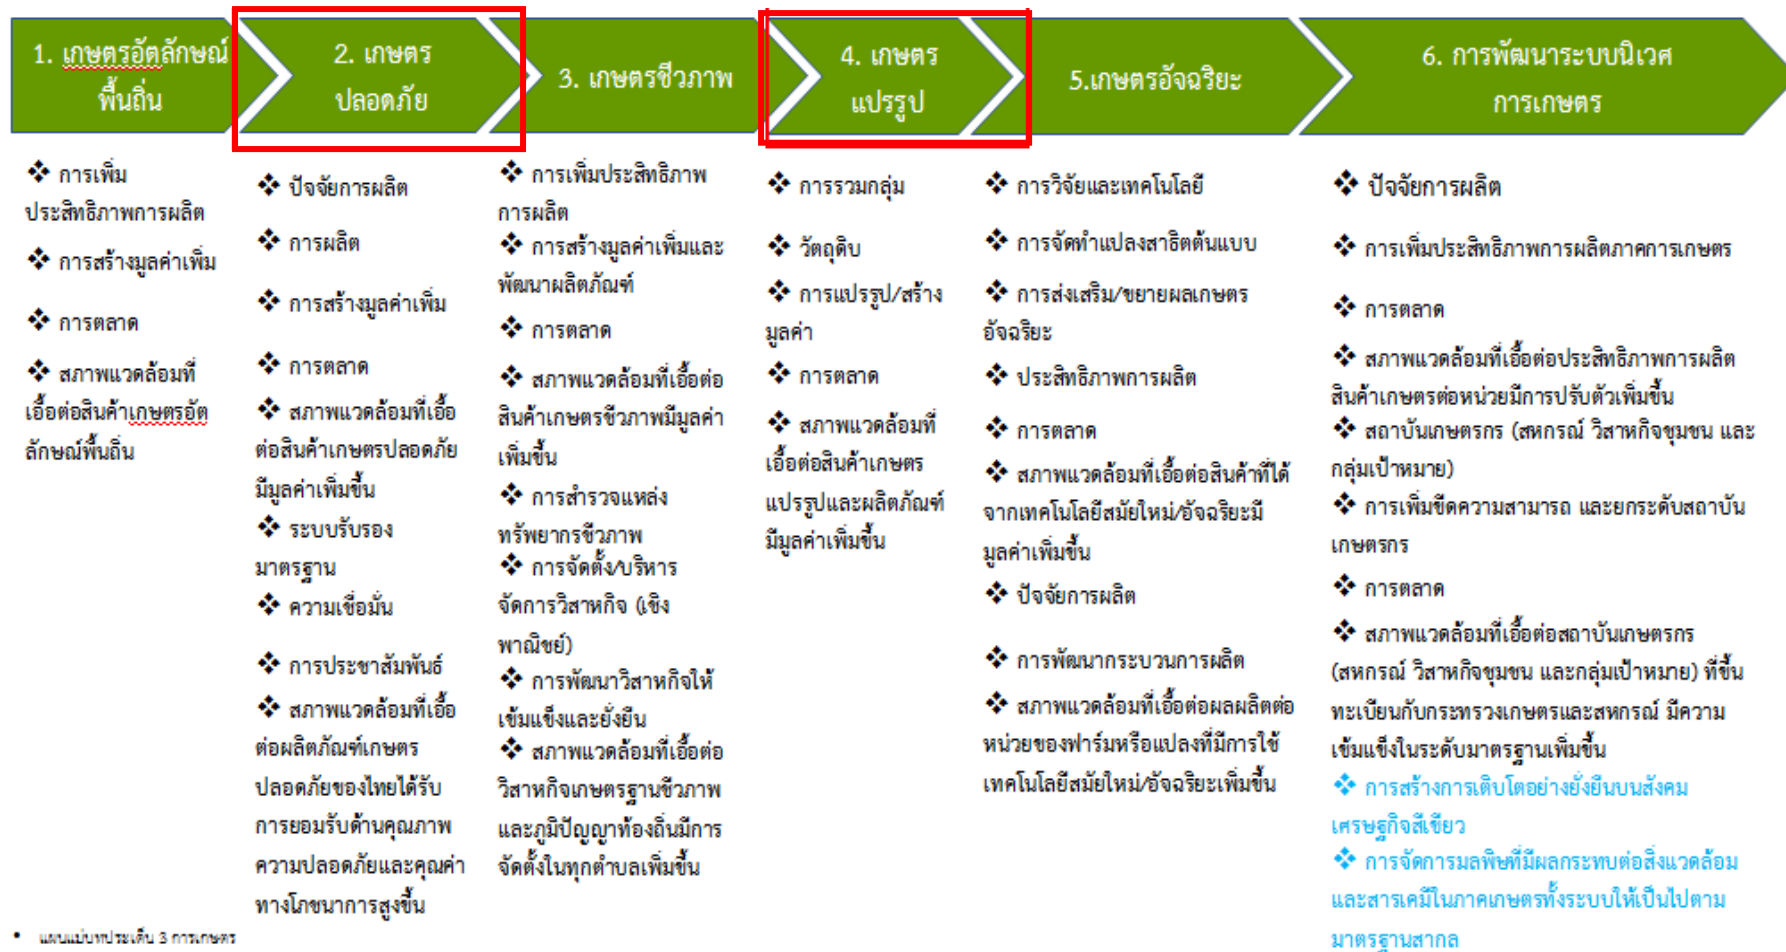 1. เกษตรอัตลักษณ์
พื้นถิ่น
2. เกษตร
ปลอดภัย
3. เกษตรชีวภาพ
4. เกษตร
แปรรูป
5.เกษตรอัจฉริยะ
6. การพัฒนาระบบนิเวศ
การเกษตร
❖ การเพิ่ม
ประสิทธิภาพการผลิต
❖ การสร้างมูลค่าเพิ่ม
❖ การตลาด
❖ สภาพแวดล้อมที่
เอื้อต่อสินค้าเกษตรอัต
ลักษณ์พื้นถิ่น
❖ ปัจจัยการผลิต
❖ การผลิต
❖ การสร้างมูลค่าเพิ่ม
❖ การตลาด
❖ สภาพแวดล้อมที่เอื้อ
ต่อสินค้าเกษตรปลอดภัย
มีมูลค่าเพิ่มขึ้น
❖ ระบบรับรอง
มาตรฐาน
❖ ความเชื่อมั่น
❖ การประชาสัมพันธ์
❖ สภาพแวดล้อมที่เอื้อ
ต่อผลิตภัณฑ์เกษตร
ปลอดภัยของไทยได้รับ
การยอมรับด้านคุณภาพ
ความปลอดภัยและคุณค่า
ทางโภชนาการสูงขึ้น
❖ การเพิ่มประสิทธิภาพ
การผลิต
❖ การสร้างมูลค่าเพิ่มและ
พัฒนาผลิตภัณฑ์
❖ การตลาด
❖ สภาพแวดล้อมที่เอื้อต่อ
สินค้าเกษตรชีวภาพมีมูลค่า
เพิ่มขึ้น
❖ การสำรวจแหล่ง
ทรัพยากรชีวภาพ
❖ การจัดตั้ง/บริหาร
จัดการวิสาหกิจ (เชิง
พาณิชย์)
❖ การพัฒนาวิสาหกิจให้
เข้มแข็งและยั่งยืน
❖ สภาพแวดล้อมที่เอื้อต่อ
วิสาหกิจเกษตรฐานชีวภาพ
และภูมิปัญญาท้องถิ่นมีการ
จัดตั้งในทุกตำบลเพิ่มขึ้น
❖ การรวมกลุ่ม
❖ วัตถุดิบ
❖ การแปรรูป/สร้าง
มูลค่า
❖ การตลาด
❖ สภาพแวดล้อมที่
เอื้อต่อสินค้าเกษตร
แปรรูปและผลิตภัณฑ์
มีมูลค่าเพิ่มขึ้น
❖ การวิจัยและเทคโนโลยี
❖ การจัดทำแปลงสาธิตต้นแบบ
❖ การส่งเสริม/ขยายผลเกษตร
อัจฉริยะ
❖ ประสิทธิภาพการผลิต
❖ การตลาด
❖ สภาพแวดล้อมที่เอื้อต่อสินค้าที่ได้
จากเทคโนโลยีสมัยใหม่/อัจฉริยะมี
มูลค่าเพิ่มขึ้น
❖ ปัจจัยการผลิต
❖ การพัฒนากระบวนการผลิต
❖ สภาพแวดล้อมที่เอื้อต่อผลผลิตต่อ
หน่วยของฟาร์มหรือแปลงที่มีการใช้
เทคโนโลยีสมัยใหม่/อัจฉริยะเพิ่มขึ้น
❖ ปัจจัยการผลิต
❖ การเพิ่มประสิทธิภาพการผลิตภาคการเกษตร
❖ การตลาด
❖ สภาพแวดล้อมที่เอื้อต่อประสิทธิภาพการผลิต
สินค้าเกษตรต่อหน่วยมีการปรับตัวเพิ่มขึ้น
❖ สถาบันเกษตรกร (สหกรณ์ วิสาหกิจชุมชน และ
กลุ่มเป้าหมาย)
❖ การเพิ่มขีดความสามารถ และยกระดับสถาบัน
เกษตรกร
❖ การตลาด
❖ สภาพแวดล้อมที่เอื้อต่อสถาบันเกษตรกร
(สหกรณ์ วิสาหกิจชุมชน และกลุ่มเป้าหมาย) ที่ขึ้น
ทะเบียนกับกระทรวงเกษตรและสหกรณ์ มีความ
เข้มแข็งในระดับมาตรฐานเพิ่มขึ้น
❖ การสร้างการเติบโตอย่างยั่งยืนบนสังคม
เศรษฐกิจสีเขียว
❖ การจัดการมลพิษที่มีผลกระทบต่อสิ่งแวดล้อม
และสารเคมีในภาคเกษตรทั้งระบบให้เป็นไปตาม
มาตรฐานสากล
• แผนแม่บทประเด็น 3 การเกษตร